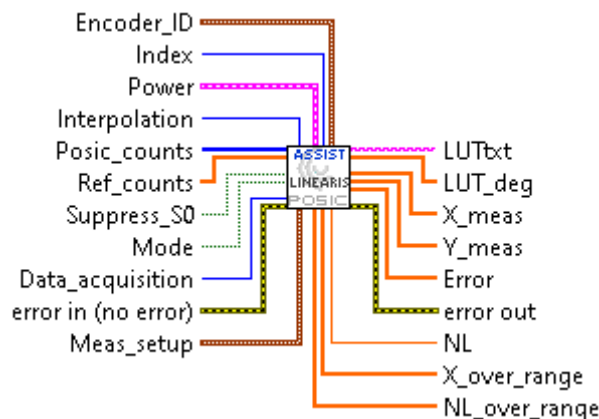 Encoder_ID
Index
Power
Interpolation
Posic_counts
Ref_counts
Suppress_S0
Mode
Data_acquisition
error in (no error)
Meas_setup
ASSIST
LINEARIS
POSIC
LUTtxt
LUT_deg
X_meas
Y_meas
Error
error out
NL
X_over_range
NL_over_range